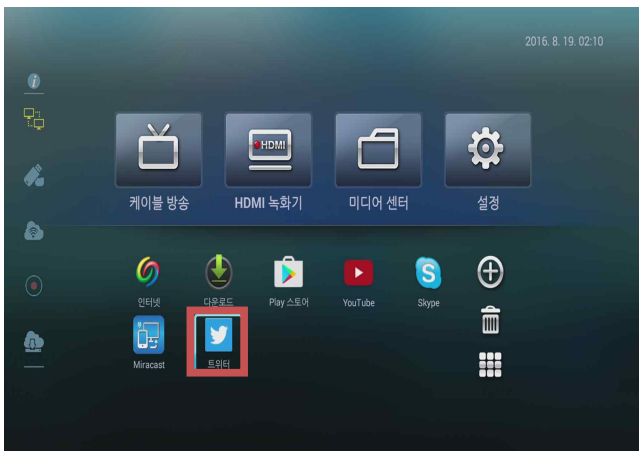 2016. 8. 19. 02:10
HDMI
케이블 방송
HDMI 녹화기
미디어 센터
설정
인터넷
다운로드
Play 스토어
YouTube
Skype
Miracast
트위터